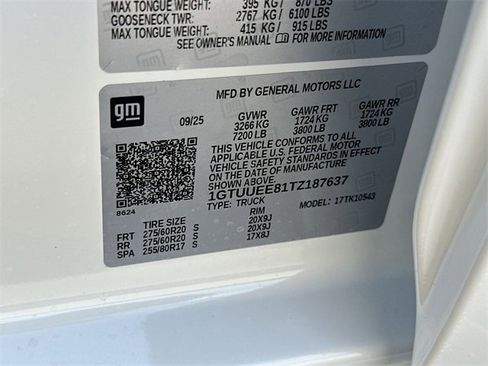 MAX TONGUE WEIGHT: 395 KG / 870 LBS
GOOSENECK TWR: 2767 KG / 6100 LBS
MAX TONGUE WEIGHT: 415 KG / 915 LBS
SEE OWNER'S MANUAL FOR MORE INFORMATION
gm
MFD BY GENERAL MOTORS LLC
09/25 GVWR GAWR FRT GAWR RR
3266 KG 1724 KG 1724 KG
7200 LB 3800 LB 3800 LB
THIS VEHICLE CONFORMS TO ALL
APPLICABLE U.S. FEDERAL MOTOR
VEHICLE SAFETY STANDARDS IN EFFECT
ON THE DATE OF MANUFACTURE SHOWN ABOVE.
1GTUUEE81TZ187637
TYPE: TRUCK MODEL: 17TK10543
8624
TIRE SIZE RIM
FRT 275/60R20 S 20X9J
RR 275/60R20 S 20X9J
SPA 255/80R17 S 17X8J